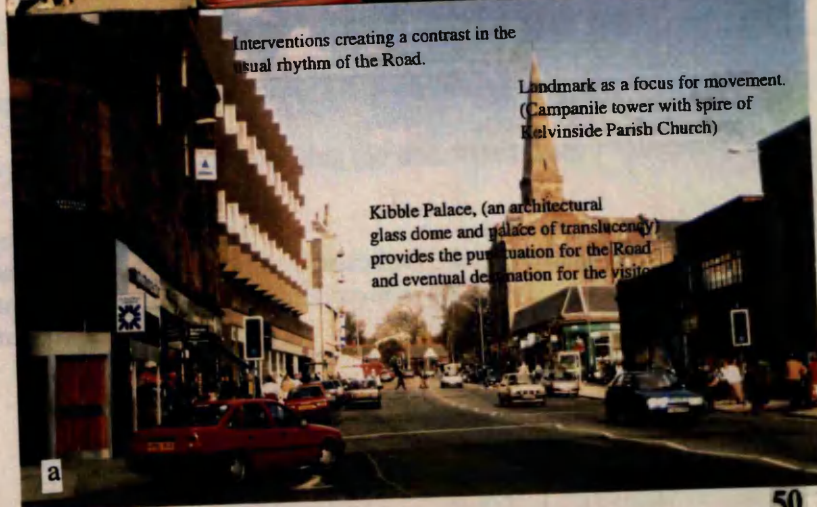 Interventions creating a contrast in the
usual rhythm of the Road.
Landmark as a focus for movement.
(Campanile tower with spire of
Kelvinside Parish Church)
Kibble Palace, (an architectural
glass dome and palace of translucency)
provides the punctuation for the Road
and eventual destination for the visitor
a
50